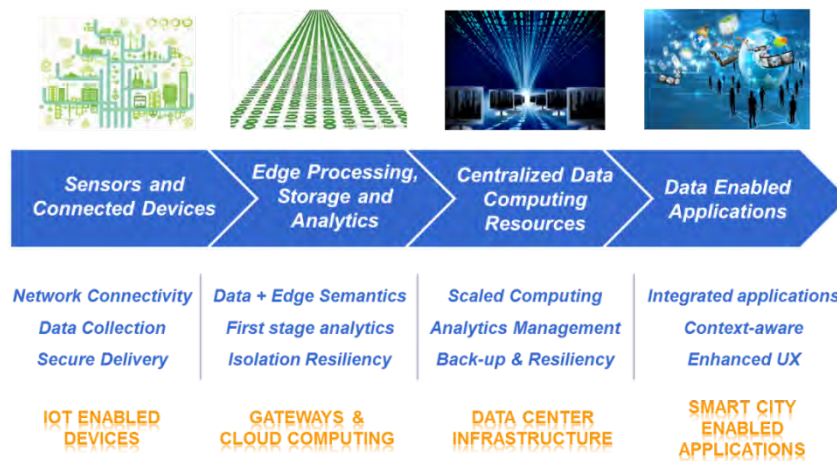 Sensors and
Connected Devices
Edge Processing,
Storage and
Analytics
Centralized Data
Computing
Resources
Data Enabled
Applications
Network Connectivity
Data Collection
Secure Delivery
Data + Edge Semantics
First stage analytics
Isolation Resiliency
Scaled Computing
Analytics Management
Back-up & Resiliency
Integrated applications
Context-aware
Enhanced UX
IOT ENABLED
DEVICES
GATEWAYS &
CLOUD COMPUTING
DATA CENTER
INFRASTRUCTURE
SMART CITY
ENABLED
APPLICATIONS